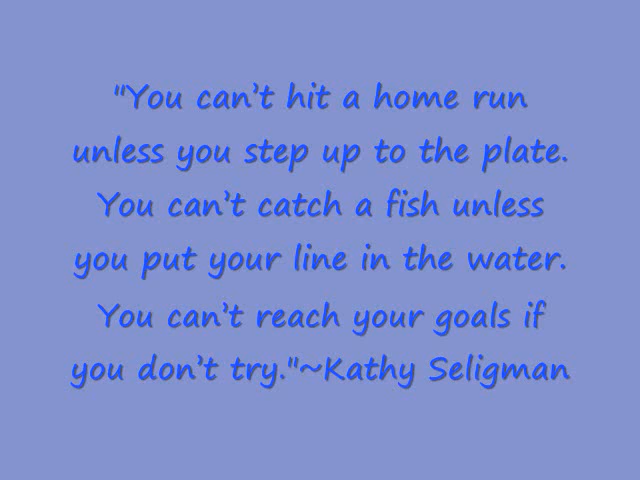 "You can’t hit a home run
unless you step up to the plate.
You can’t catch a fish unless
you put your line in the water.
You can’t reach your goals if
you don’t try."~Kathy Seligman